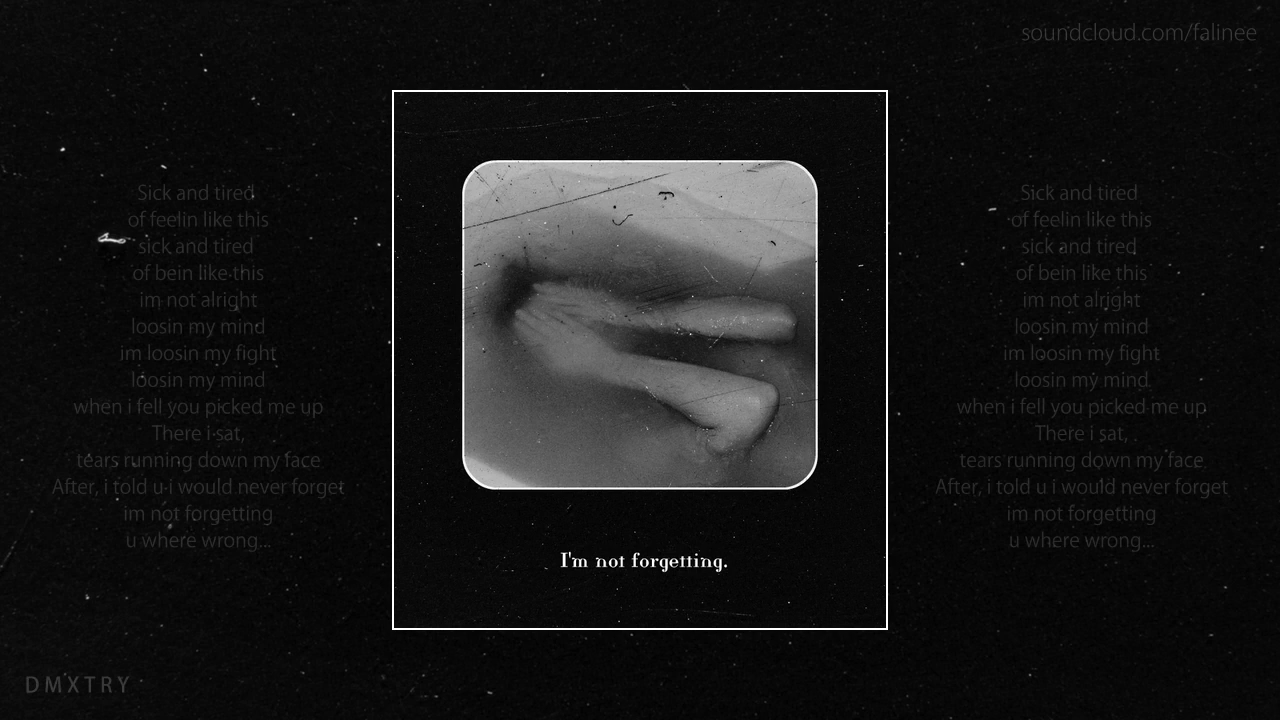 soundcloud.com/falinee
Sick and tired
of feelin like this
sick and tired
of bein like this
im not alright
loosin my mind
im loosin my fight
loosin my mind
when i fell you picked me up
There i sat,
tears running down my face
After, i told u i would never forget
im not forgetting
u where wrong...
I'm not forgetting.
Sick and tired
of feelin like this
sick and tired
of bein like this
im not alright
loosin my mind
im loosin my fight
loosin my mind
when i fell you picked me up
There i sat,
tears running down my face
After, i told u i would never forget
im not forgetting
u where wrong...
DMXTRY